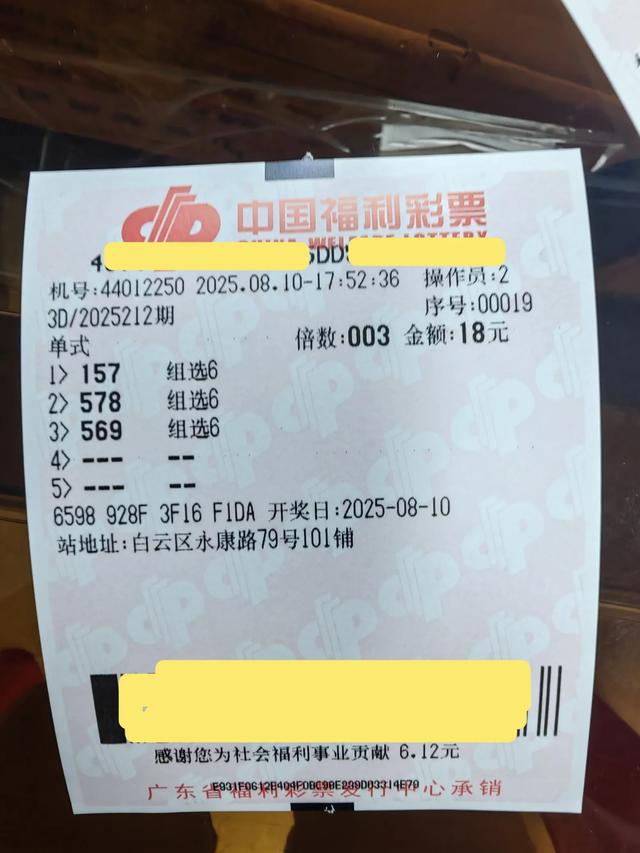 中国福利彩票
机号:44012250 2025.08.10-17:52:36 操作员:2
序号:00019
3D/2025212期
单式 倍数:003 金额:18元
1> 157 组选6
2> 578 组选6
3> 569 组选6
4> --- --
5> --- --
6598 928F 3F16 F1DA 开奖日:2025-08-10
站地址:白云区永康路79号101铺
感谢您为社会福利事业贡献 6.12元
广东省福利彩票发行中心承销